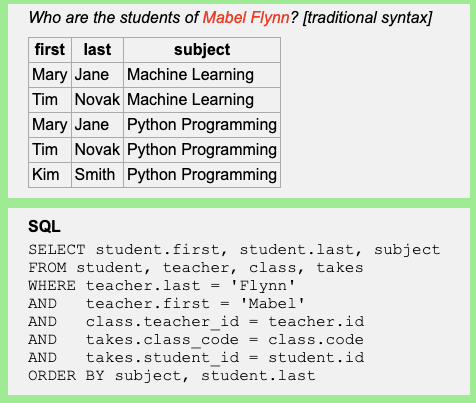 Who are the students of Mabel Flynn? [traditional syntax]
first last subject
Mary Jane Machine Learning
Tim Novak Machine Learning
Mary Jane Python Programming
Tim Novak Python Programming
Kim Smith Python Programming
SQL
SELECT student.first, student.last, subject
FROM student, teacher, class, takes
WHERE teacher.last = 'Flynn'
AND   teacher.first = 'Mabel'
AND   class.teacher_id = teacher.id
AND   takes.class_code = class.code
AND   takes.student_id = student.id
ORDER BY subject, student.last